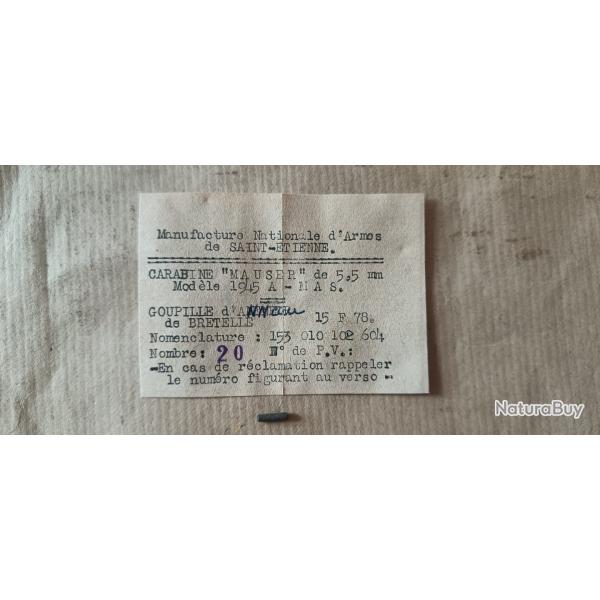 Manufacture Nationale d'Armes
de SAINT-ETIENNE.
CARABINE "MAUSER" de 5,5 mm
Modèle 1945 A - MAS.
GOUPILLE d'ANNEAU 15 F 78.
de BRETELLE
Nomenclature : 153 010 102 604
Nombre: 20 N° de P.V.:
-En cas de réclamation rappeler
le numéro figurant au verso -
NaturaBuy